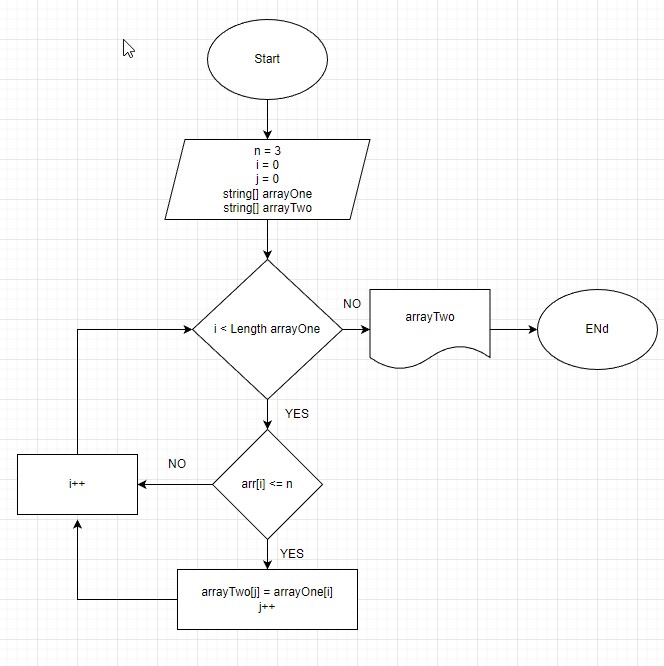 Start
n = 3
i = 0
j = 0
string[] arrayOne
string[] arrayTwo
i < Length arrayOne
NO
arrayTwo
ENd
YES
arr[i] <= n
NO
i++
YES
arrayTwo[j] = arrayOne[i]
j++